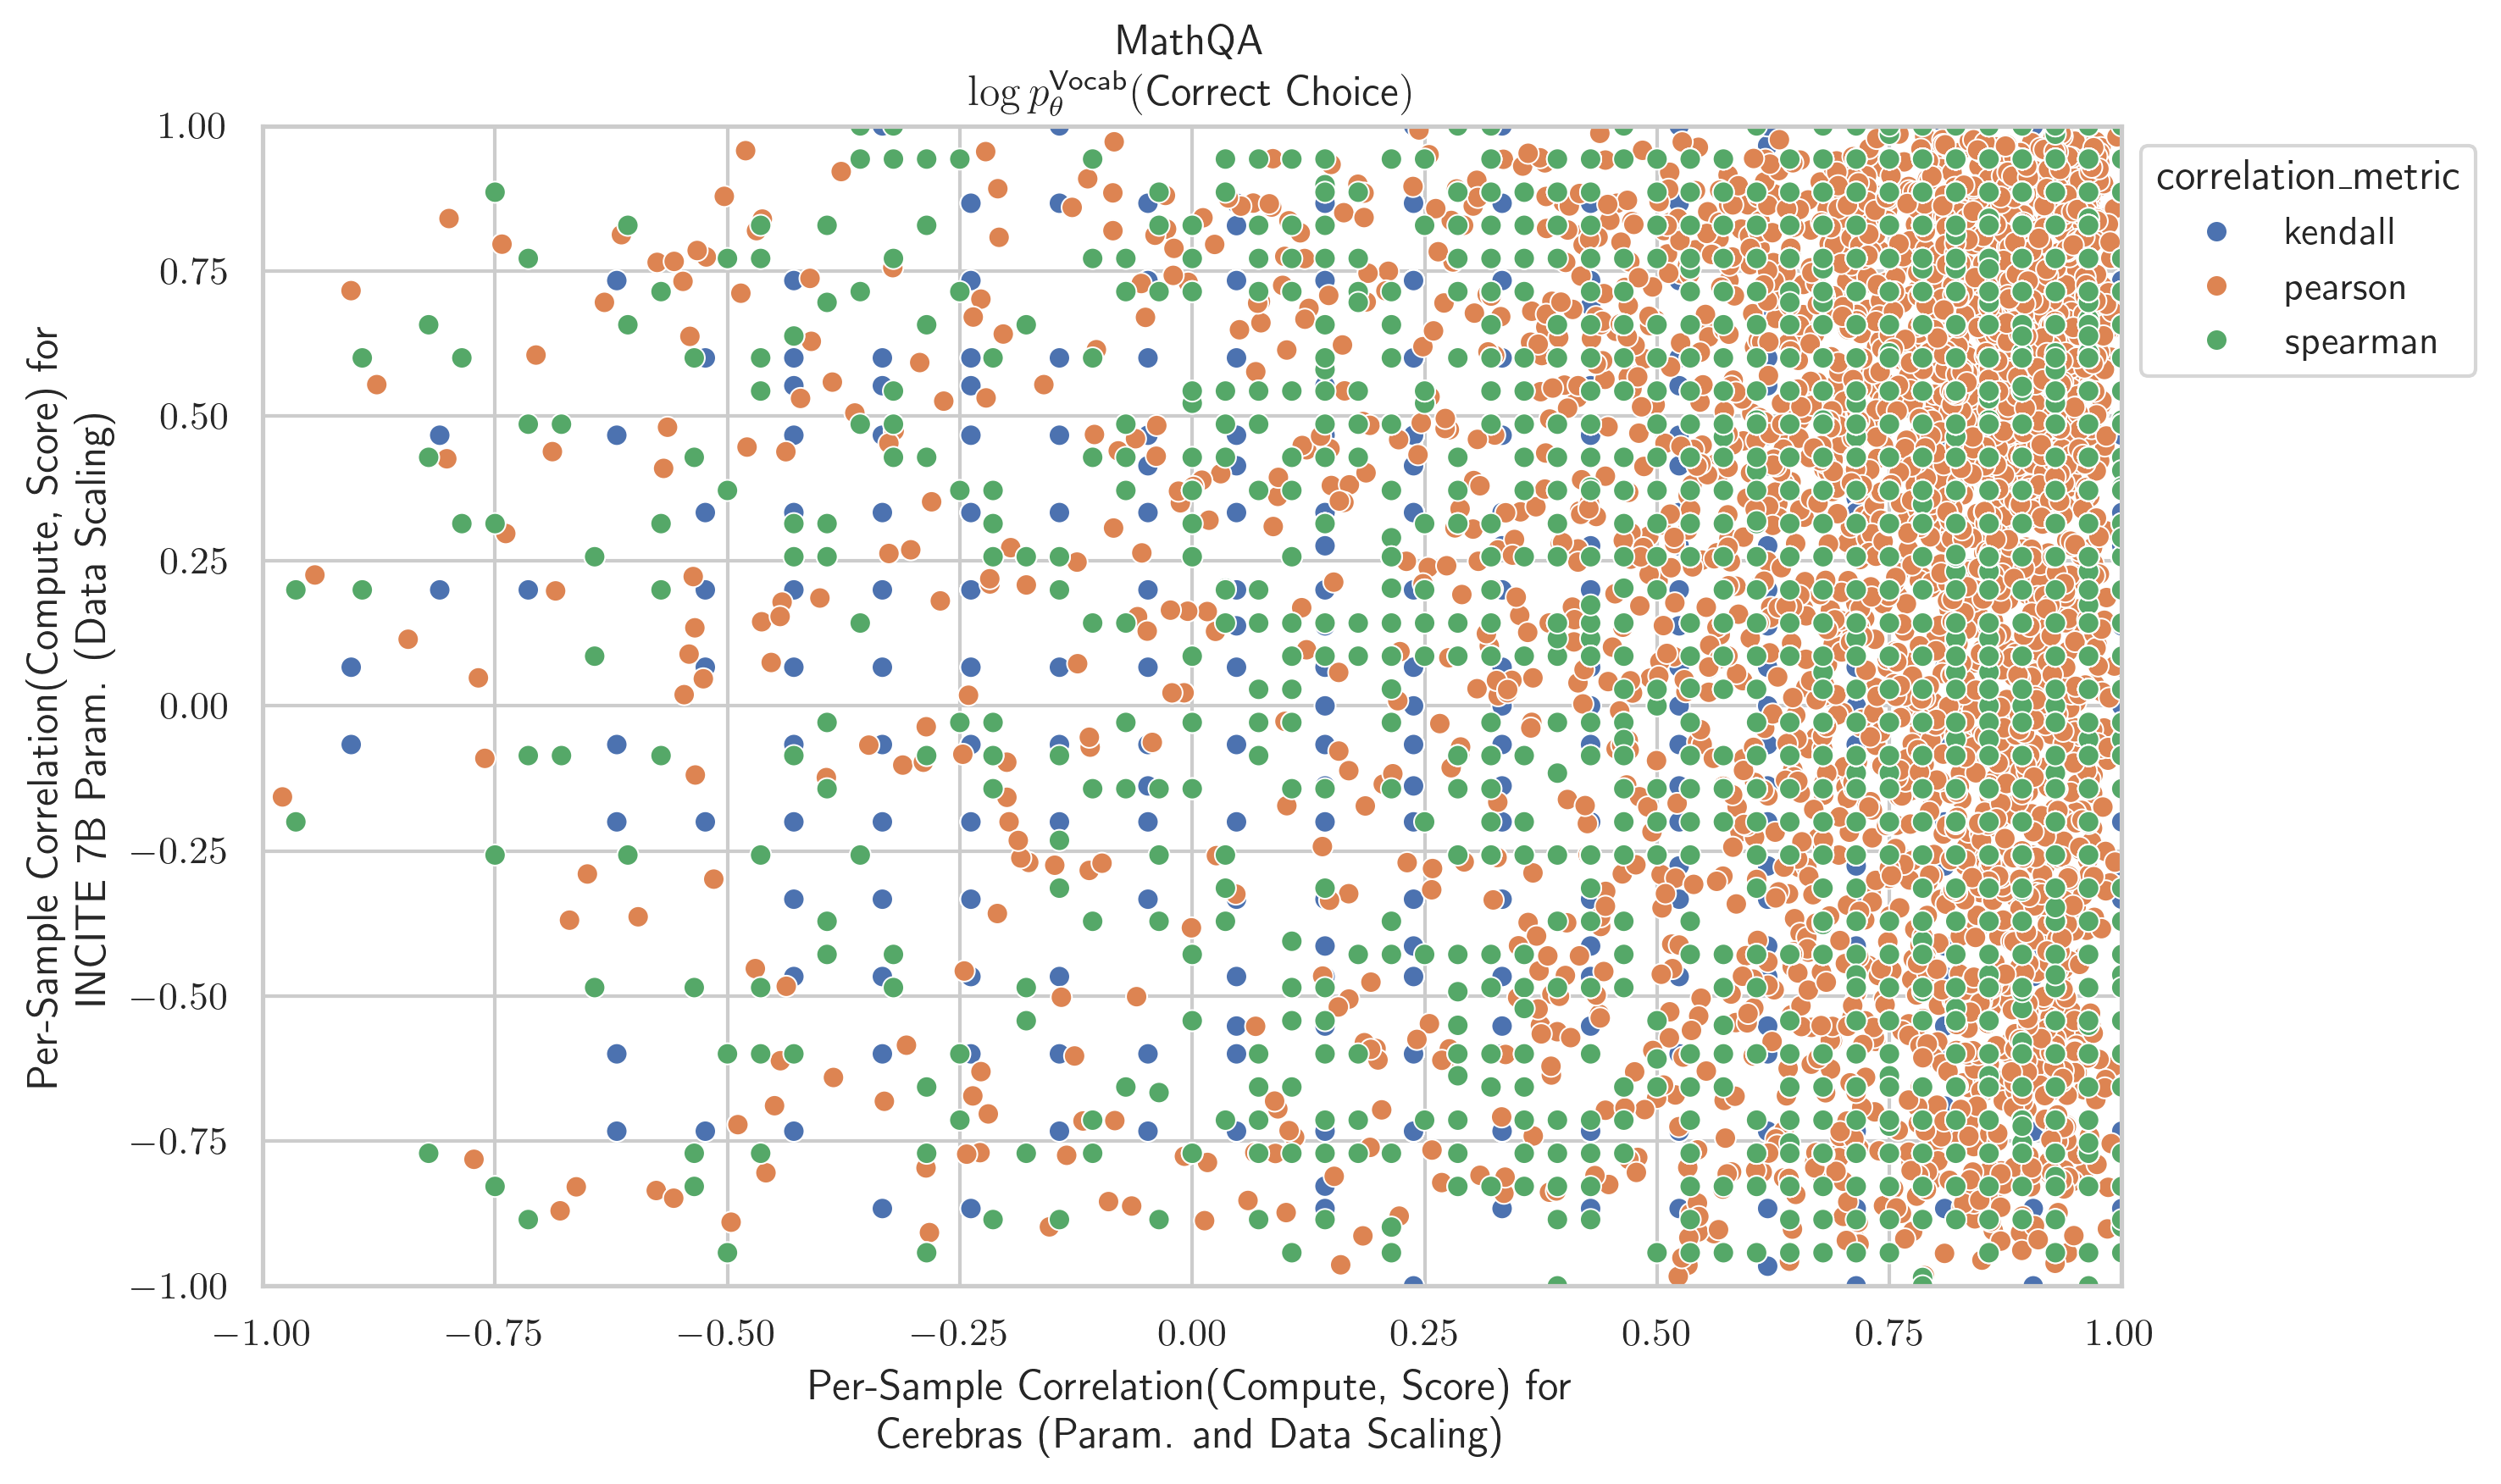 MathQA
log p_θ^Vocab(Correct Choice)
Per-Sample Correlation(Compute, Score) for
INCITE 7B Param. (Data Scaling)
1.00
0.75
0.50
0.25
0.00
−0.25
−0.50
−0.75
−1.00
−1.00 −0.75 −0.50 −0.25 0.00 0.25 0.50 0.75 1.00
Per-Sample Correlation(Compute, Score) for
Cerebras (Param. and Data Scaling)
correlation_metric
kendall
pearson
spearman